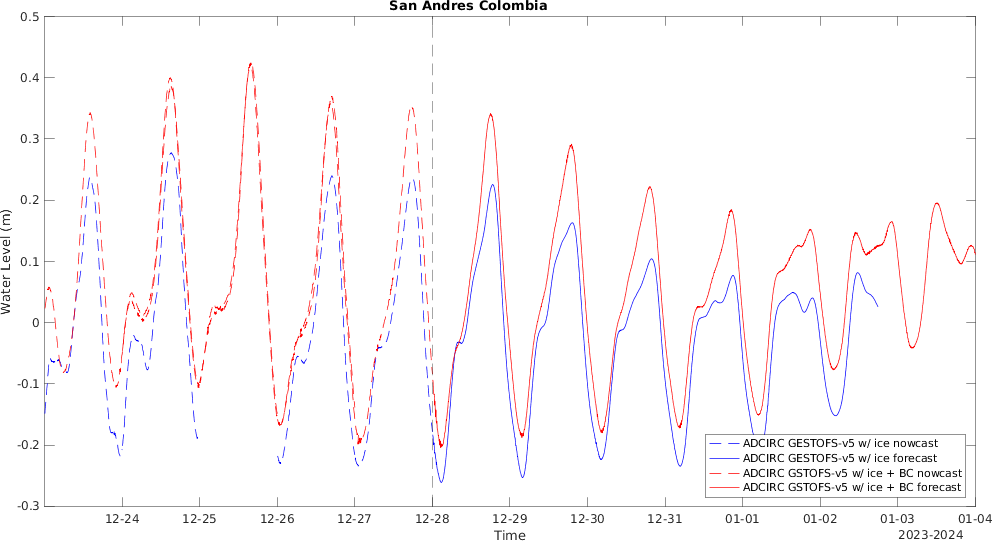 San Andres Colombia
0.5
0.4
0.3
0.2
0.1
0
-0.1
-0.2
-0.3
Water Level (m)
ADCIRC GESTOFS-v5 w/ ice nowcast
ADCIRC GESTOFS-v5 w/ ice forecast
ADCIRC GSTOFS-v5 w/ ice + BC nowcast
ADCIRC GSTOFS-v5 w/ ice + BC forecast
12-24 12-25 12-26 12-27 12-28 12-29 12-30 12-31 01-01 01-02 01-03 01-04
Time
2023-2024